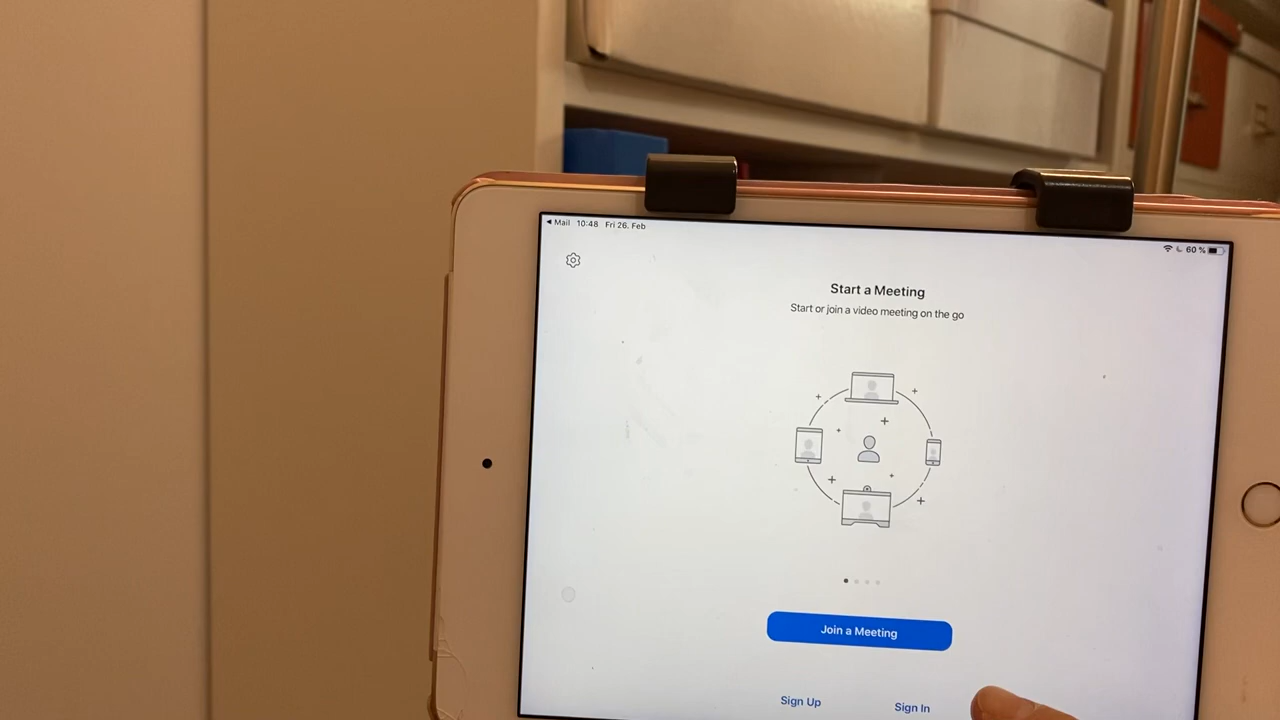 ◀ Mail 10:48 Fri 26. Feb
60 %
Start a Meeting
Start or join a video meeting on the go
Join a Meeting
Sign Up Sign In